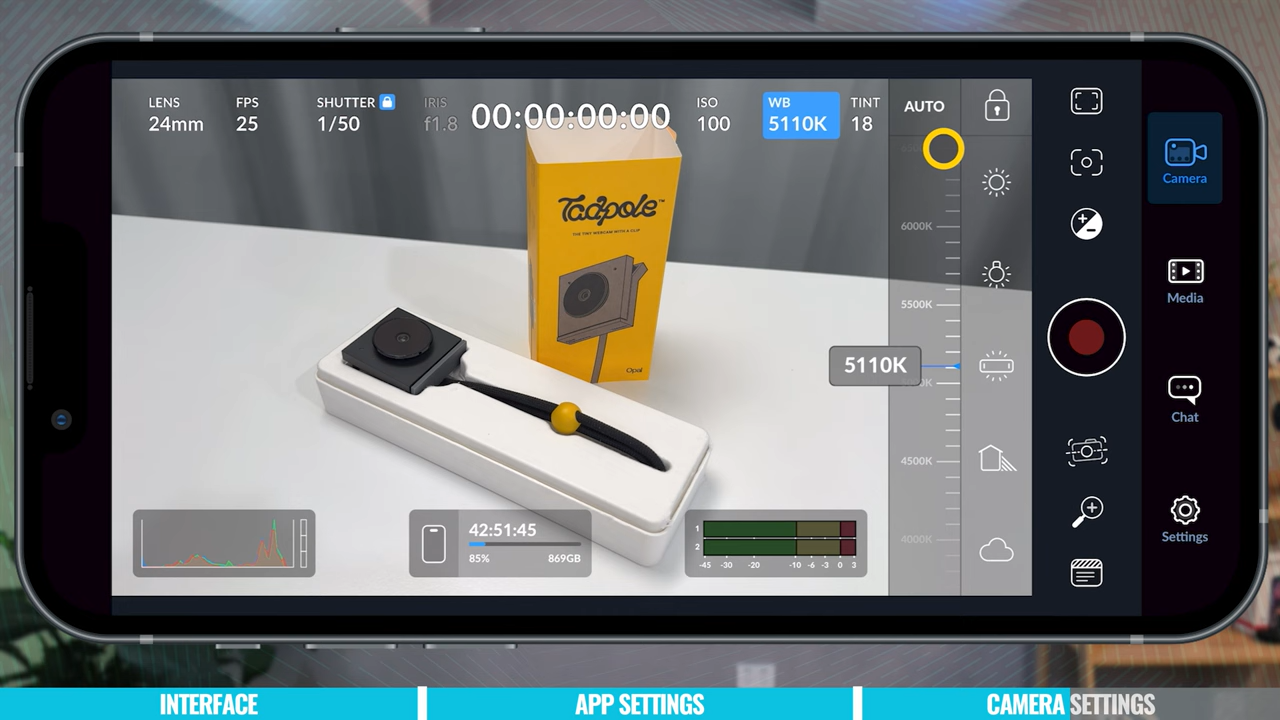 LENS
24mm
FPS
25
SHUTTER
1/50
IRIS
f1.8
00:00:00:00
ISO
100
WB
5110K
TINT
18
AUTO
Camera
6000K
Tadpole™
THE TINY WEBCAM WITH A CLIP
5500K
Media
5110K
Opal
Chat
4500K
42:51:45
85% 869GB
1
2
-45 -30 -20 -10 -6 -3 0 3
4000K
Settings
INTERFACE
APP SETTINGS
CAMERA SETTINGS